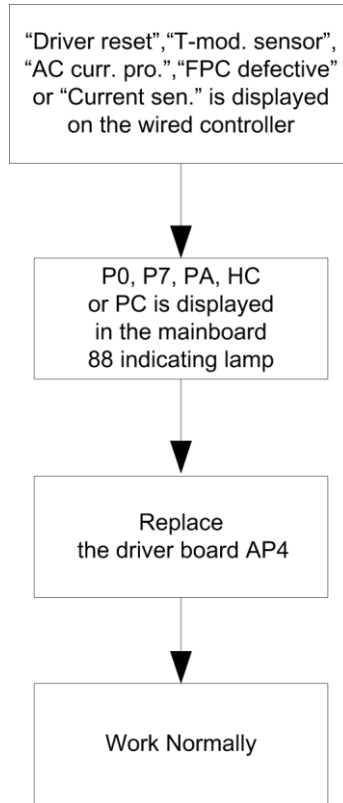 “Driver reset”,“T-mod. sensor”,
“AC curr. pro.”,“FPC defective”
or “Current sen.” is displayed
on the wired controller
P0, P7, PA, HC
or PC is displayed
in the mainboard
88 indicating lamp
Replace
the driver board AP4
Work Normally